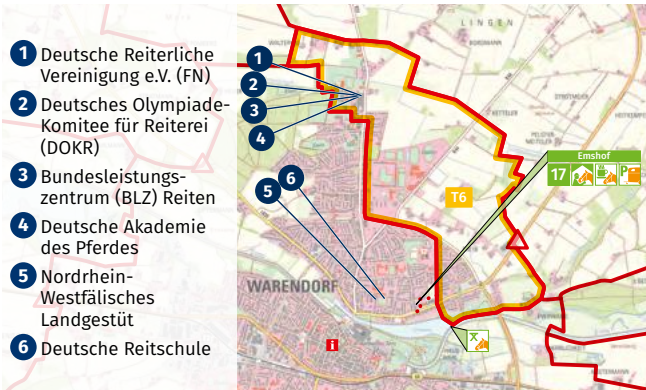 1 Deutsche Reiterliche
Vereinigung e.V. (FN)
2 Deutsches Olympiade-
Komitee für Reiterei
(DOKR)
3 Bundesleistungs-
zentrum (BLZ) Reiten
4 Deutsche Akademie
des Pferdes
5 Nordrhein-
Westfälisches
Landgestüt
6 Deutsche Reitschule
LINGEN
1
2
3
4
5
6
Emshof
17
P
T6
WARENDORF
i
X